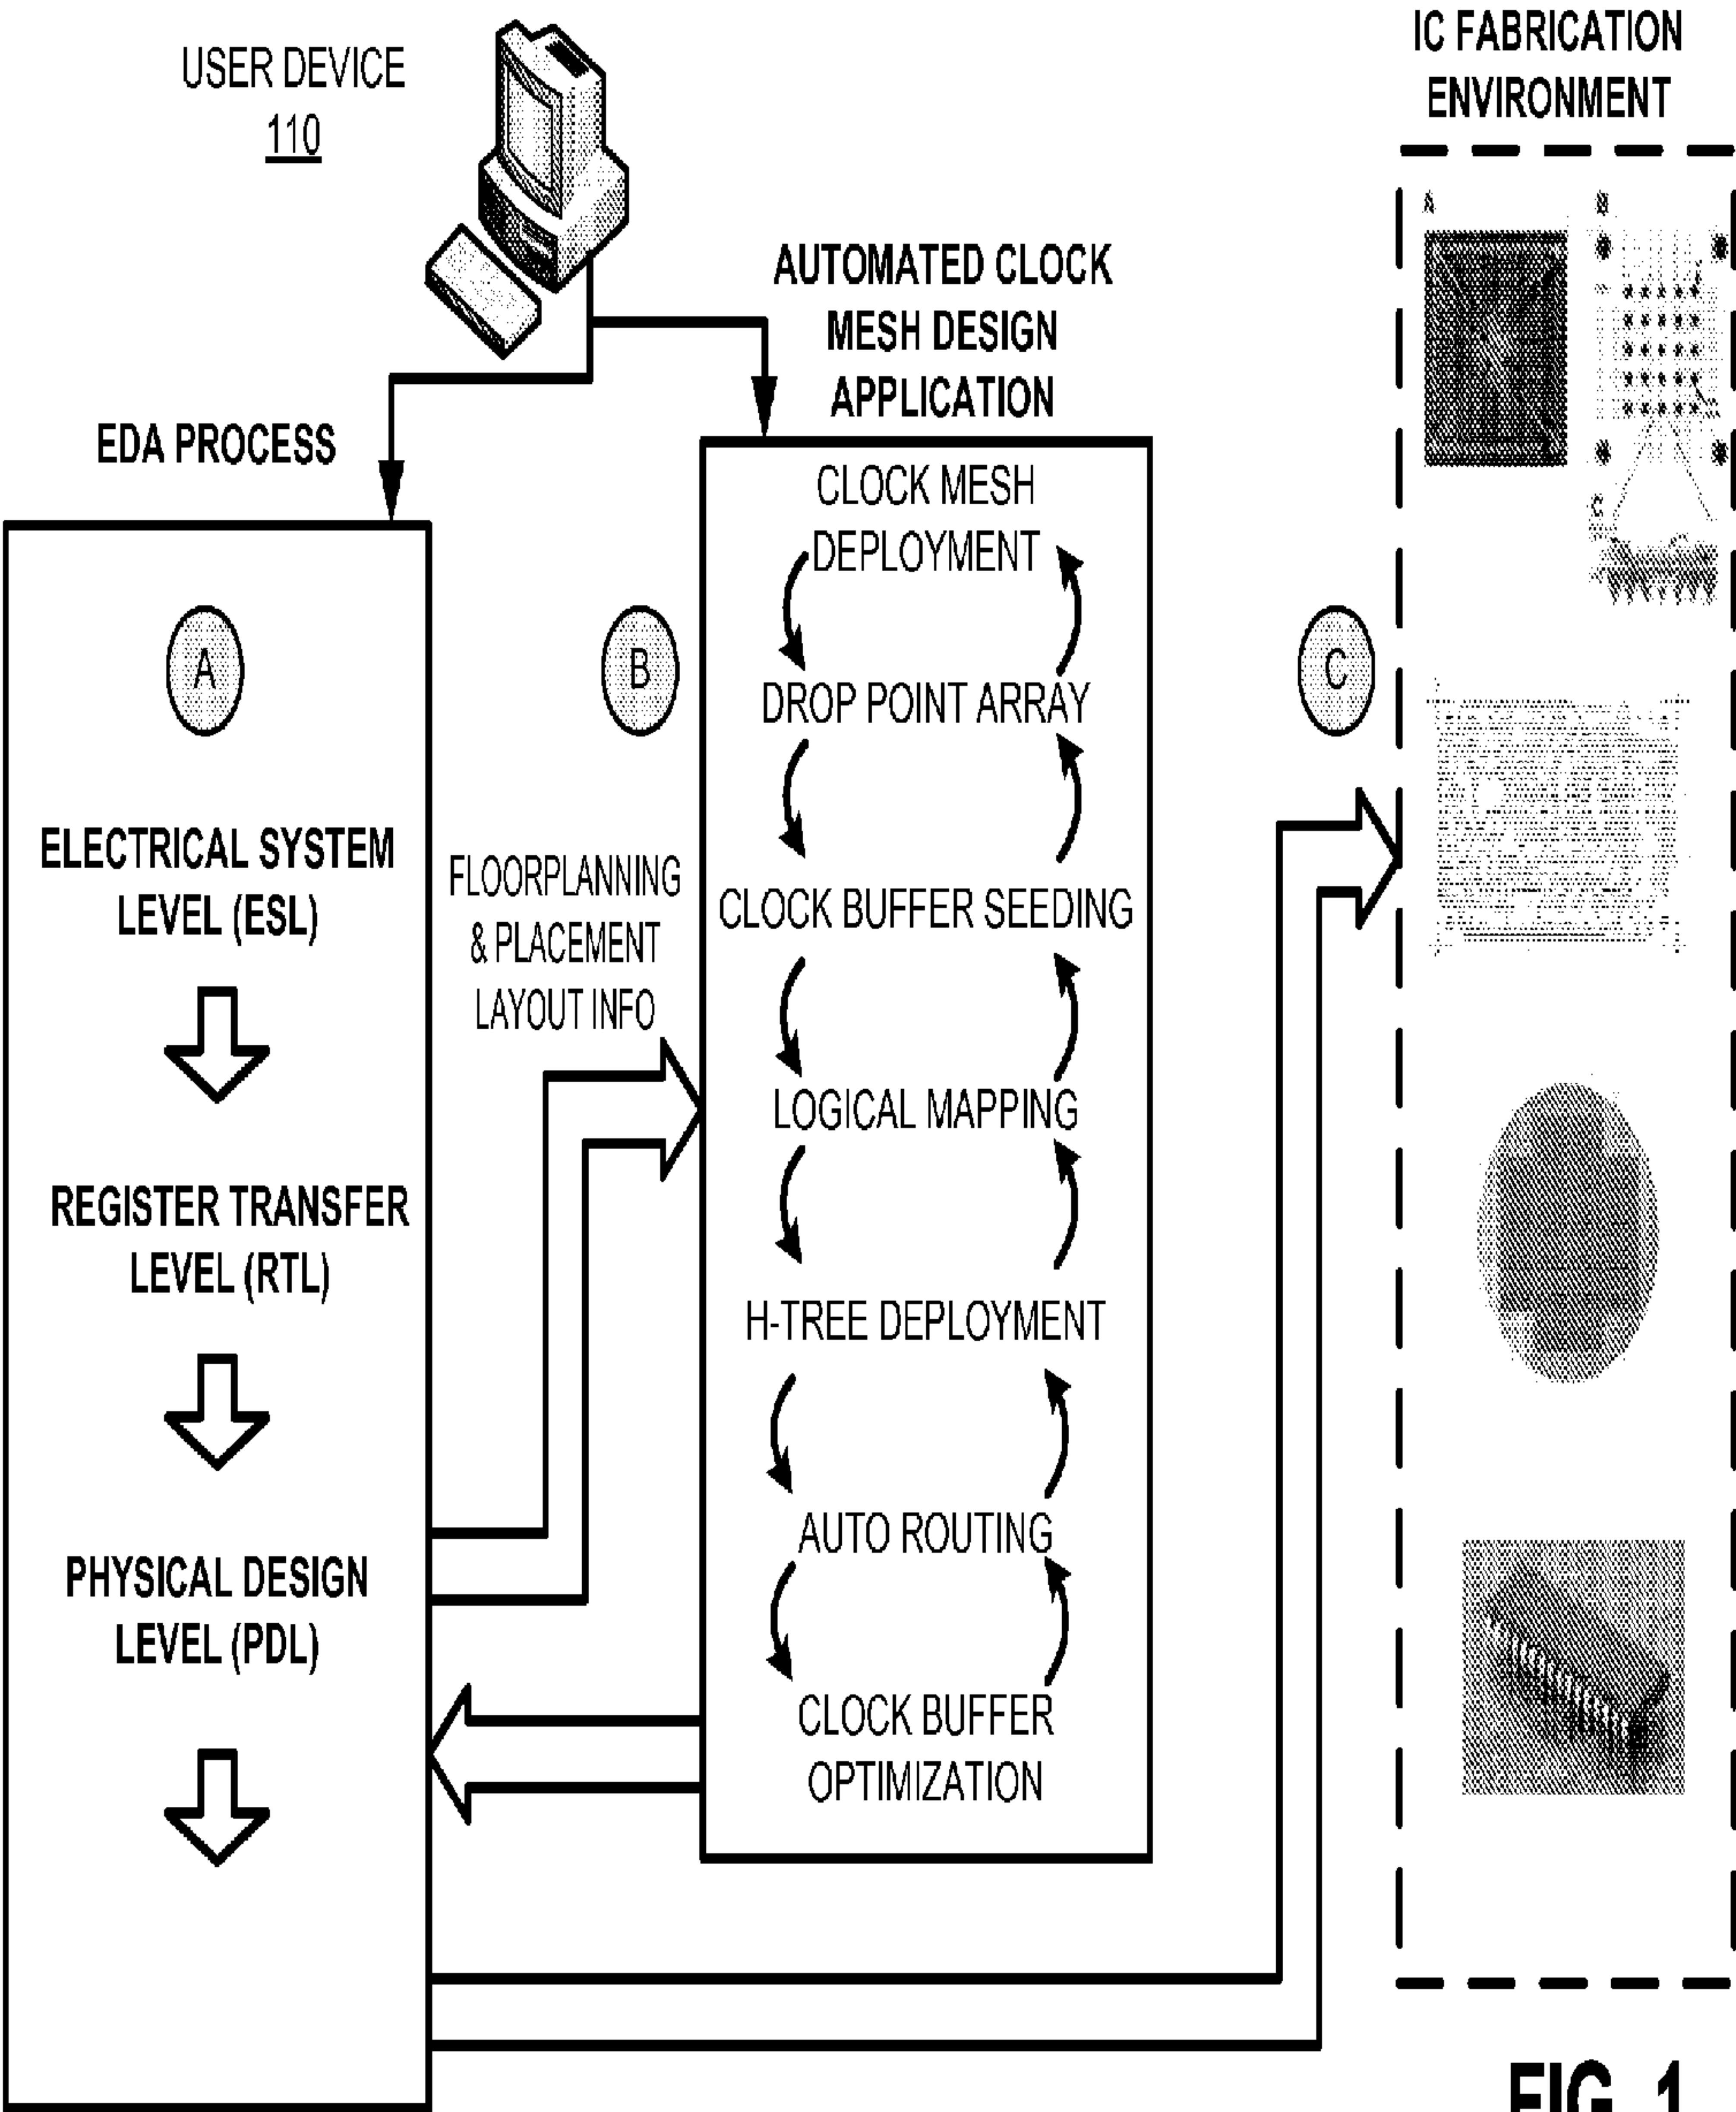 USER DEVICE
110
IC FABRICATION
ENVIRONMENT
AUTOMATED CLOCK
MESH DESIGN
APPLICATION
EDA PROCESS
A
ELECTRICAL SYSTEM
LEVEL (ESL)
REGISTER TRANSFER
LEVEL (RTL)
PHYSICAL DESIGN
LEVEL (PDL)
FLOORPLANNING
& PLACEMENT
LAYOUT INFO
B
CLOCK MESH
DEPLOYMENT
DROP POINT ARRAY
CLOCK BUFFER SEEDING
LOGICAL MAPPING
H-TREE DEPLOYMENT
AUTO ROUTING
CLOCK BUFFER
OPTIMIZATION
C
A
B
C
FIG. 1